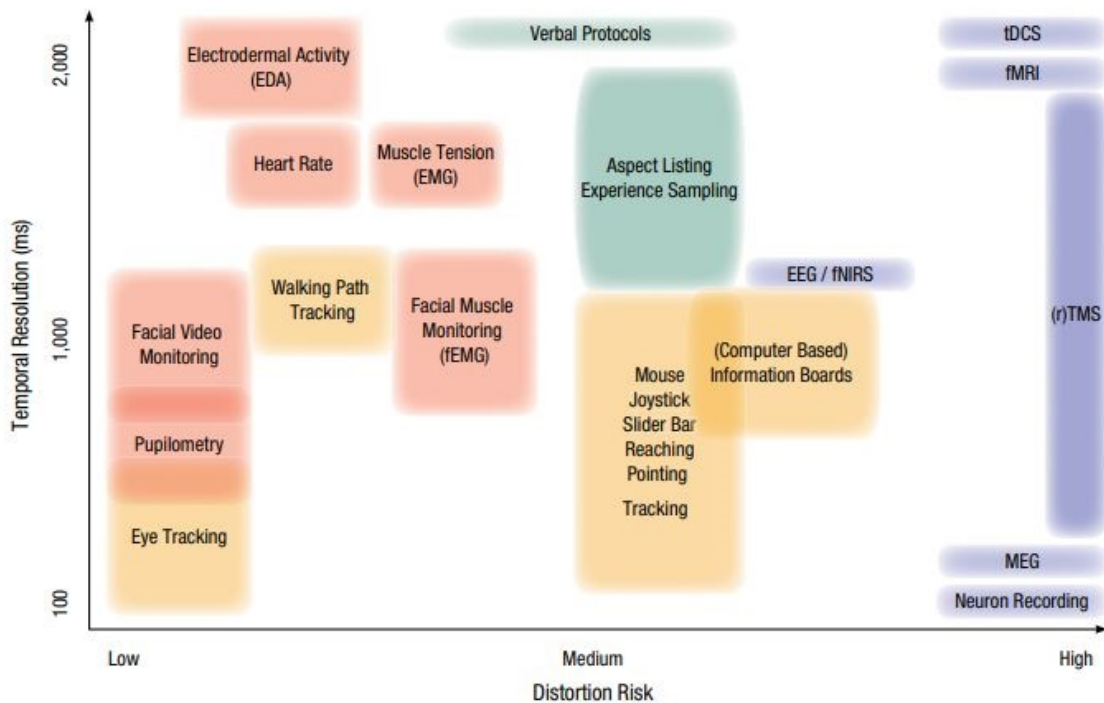 Temporal Resolution (ms)
2,000
1,000
100
Electrodermal Activity
(EDA)
Verbal Protocols
tDCS
fMRI
Heart Rate
Muscle Tension
(EMG)
Aspect Listing
Experience Sampling
EEG / fNIRS
(r)TMS
Walking Path
Tracking
Facial Video
Monitoring
Facial Muscle
Monitoring
(fEMG)
(Computer Based)
Information Boards
Mouse
Joystick
Slider Bar
Reaching
Pointing
Tracking
Pupilometry
Eye Tracking
MEG
Neuron Recording
Low
Medium
High
Distortion Risk